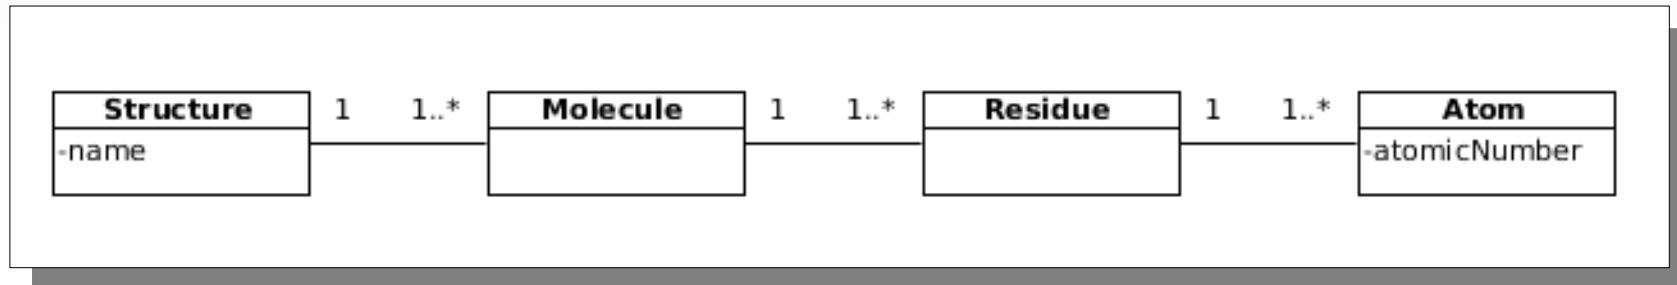 Structure 1 1..* Molecule 1 1..* Residue 1 1..* Atom
-name -atomicNumber